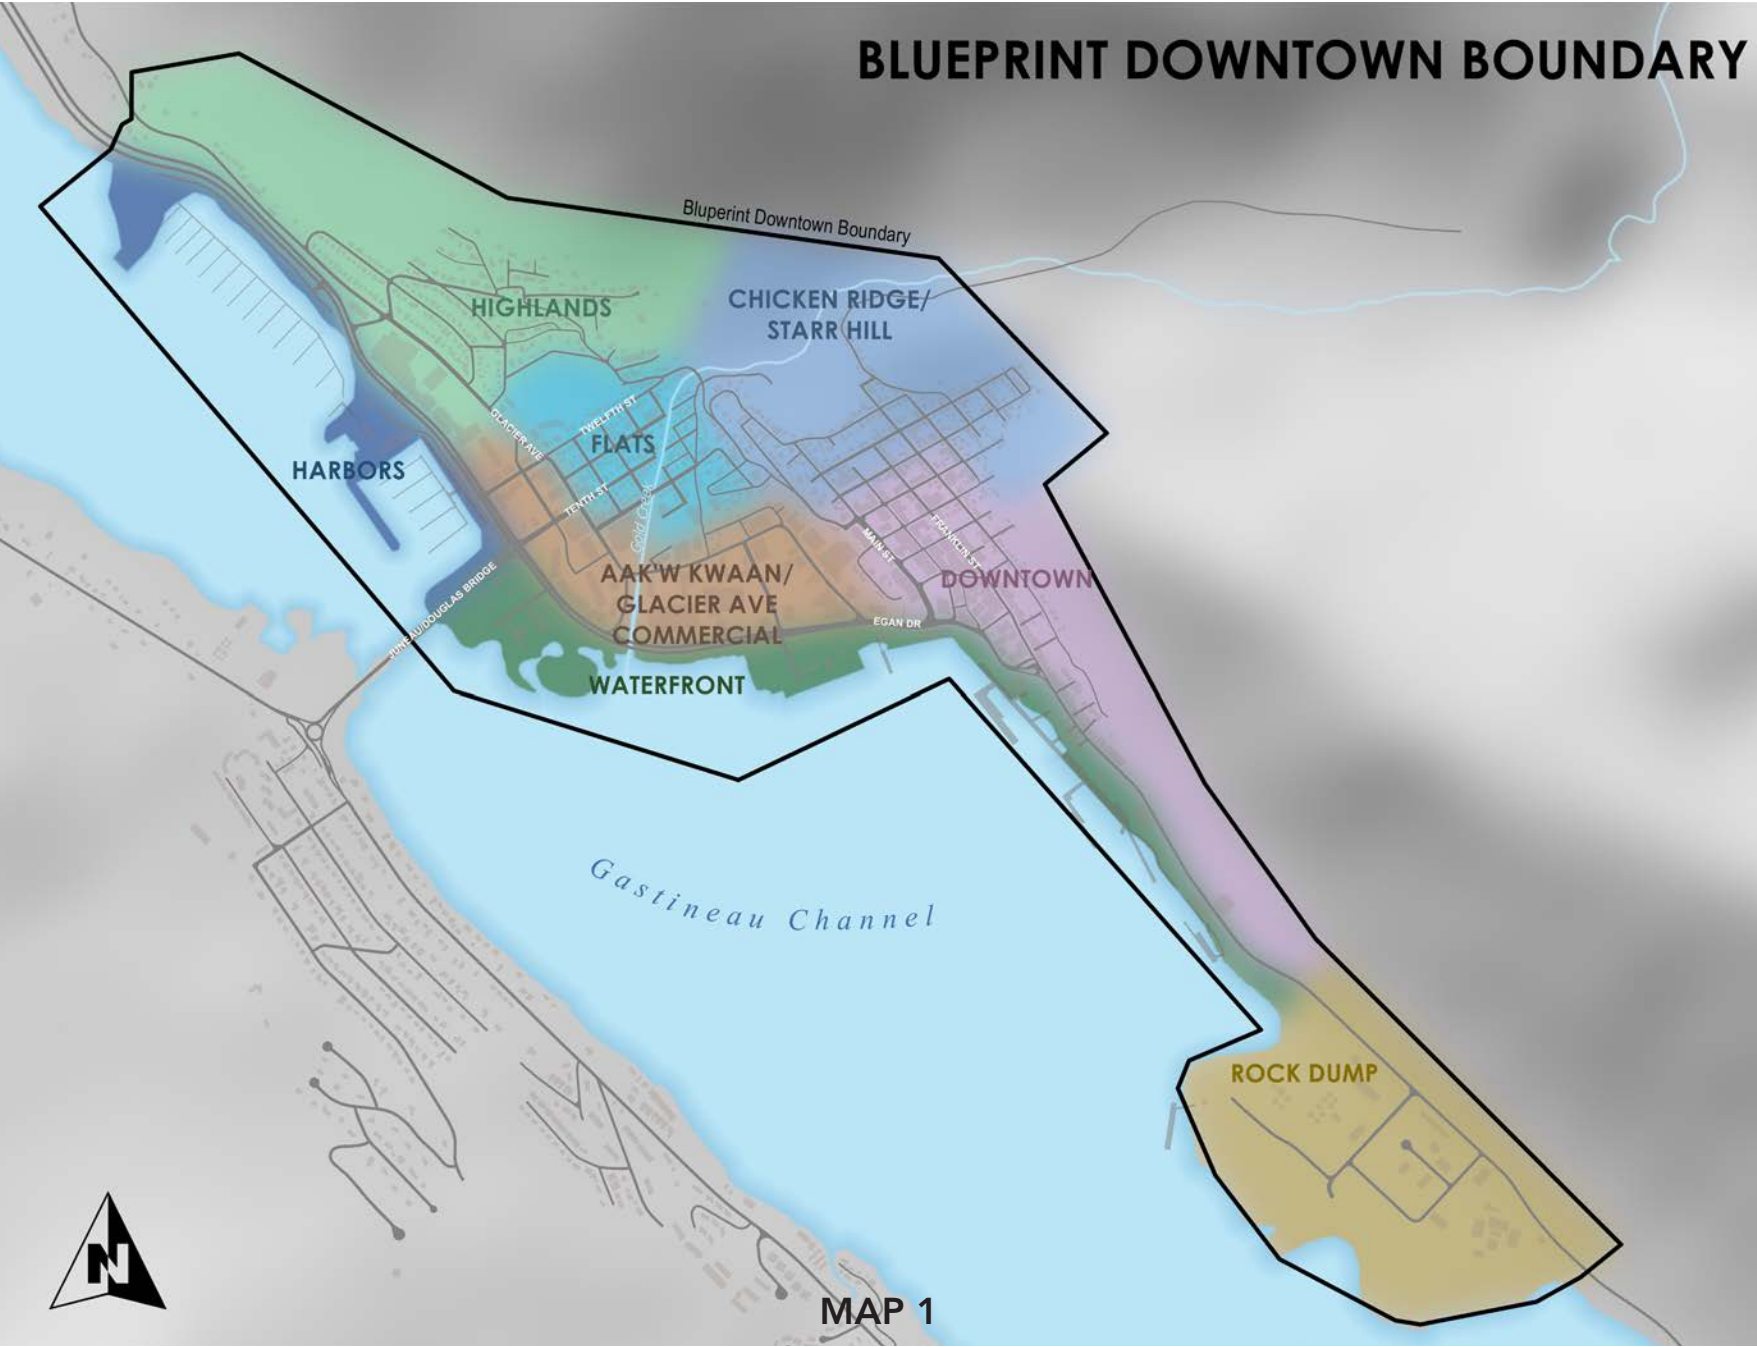 BLUEPRINT DOWNTOWN BOUNDARY
Bluperint Downtown Boundary
HIGHLANDS
CHICKEN RIDGE/
STARR HILL
TWELFTH ST
GLACIER AVE
FLATS
HARBORS
TENTH ST
Gold Creek
MAIN ST
FRANKLIN ST
JUNEAU/DOUGLAS BRIDGE
AAK'W KWAAN/
GLACIER AVE
COMMERCIAL
DOWNTOWN
EGAN DR
WATERFRONT
Gastineau Channel
ROCK DUMP
N
MAP 1